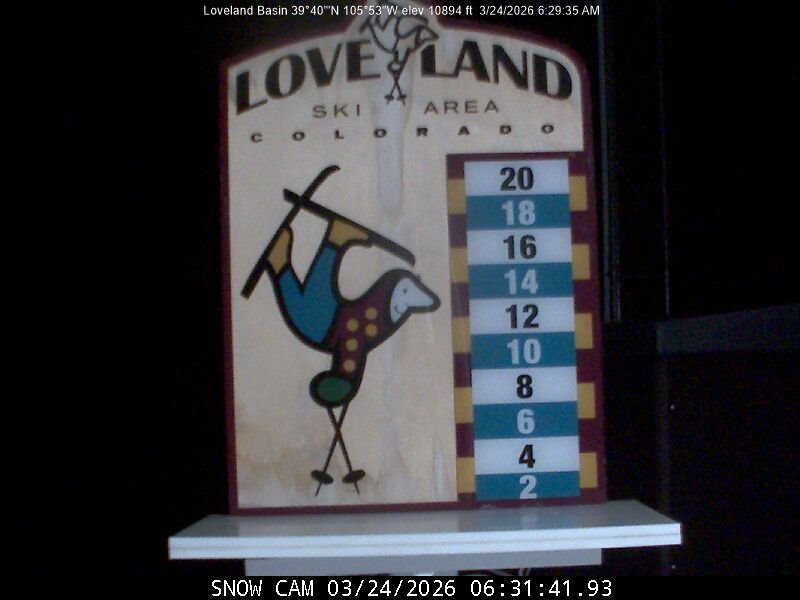 Loveland Basin 39°40'"N 105°53"W elev 10894 ft 3/24/2026 6:29:35 AM
LOVELAND
SKI AREA
COLORADO
20
18
16
14
12
10
8
6
4
2
SNOW CAM 03/24/2026 06:31:41.93